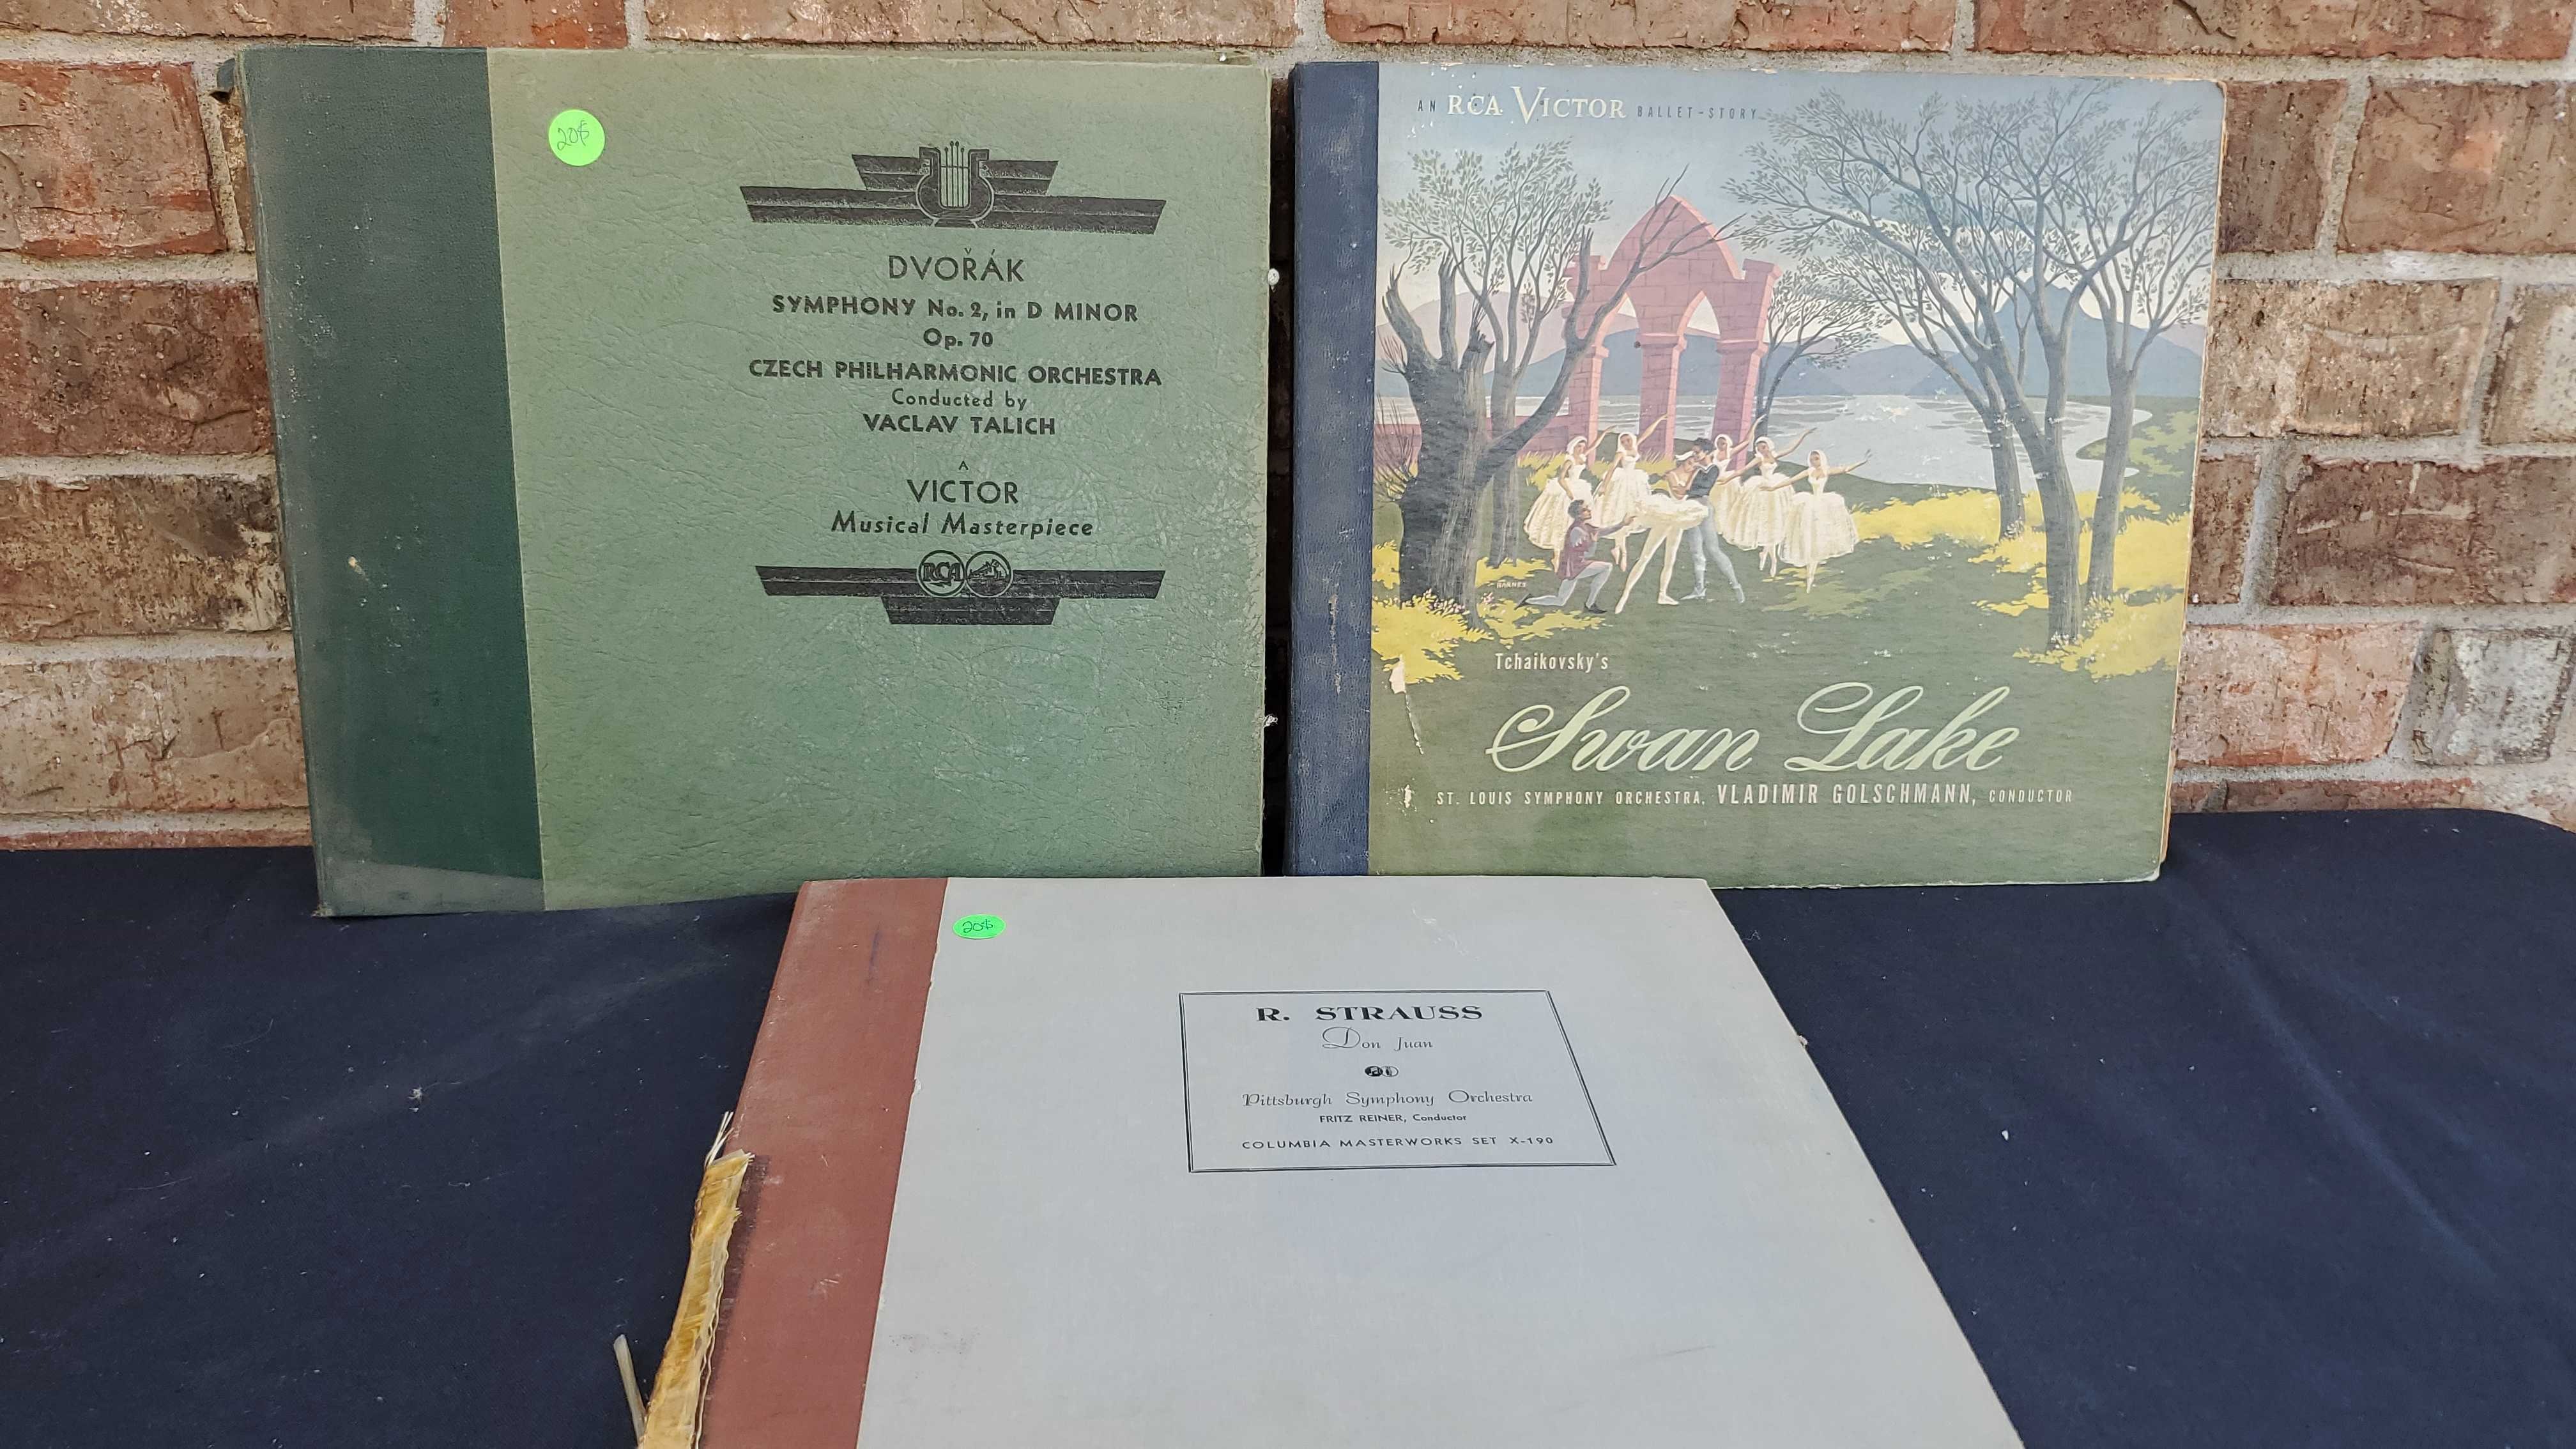 20$
DVOŘÁK
SYMPHONY No. 2, in D MINOR
Op. 70
CZECH PHILHARMONIC ORCHESTRA
Conducted by
VACLAV TALICH
A
VICTOR
Musical Masterpiece
RCA
AN RCA VICTOR BALLET-STORY
BARNES
Tchaikovsky's
Swan Lake
ST. LOUIS SYMPHONY ORCHESTRA, VLADIMIR GOLSCHMANN, CONDUCTOR
20$
R. STRAUSS
Don Juan
Pittsburgh Symphony Orchestra
FRITZ REINER, Conductor
COLUMBIA MASTERWORKS SET X-190